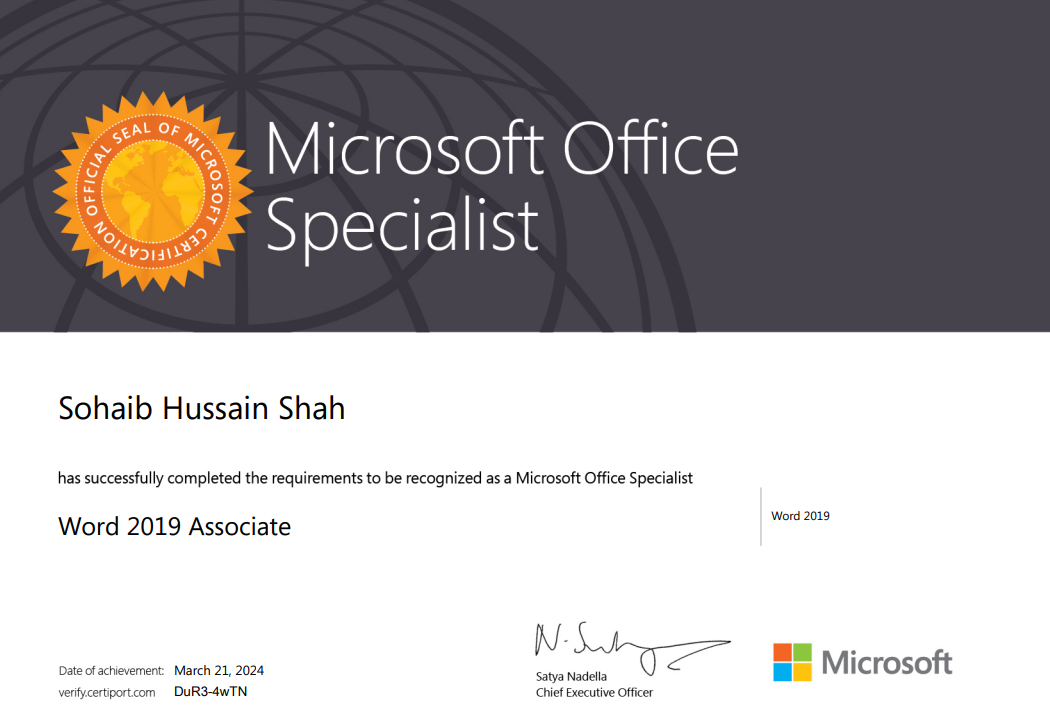 OFFICIAL SEAL OF MICROSOFT CERTIFICATION
Microsoft Office
Specialist
Sohaib Hussain Shah
has successfully completed the requirements to be recognized as a Microsoft Office Specialist
Word 2019 Associate
Word 2019
Date of achievement: March 21, 2024
verify.certiport.com DuR3-4wTN
Satya Nadella
Chief Executive Officer
Microsoft